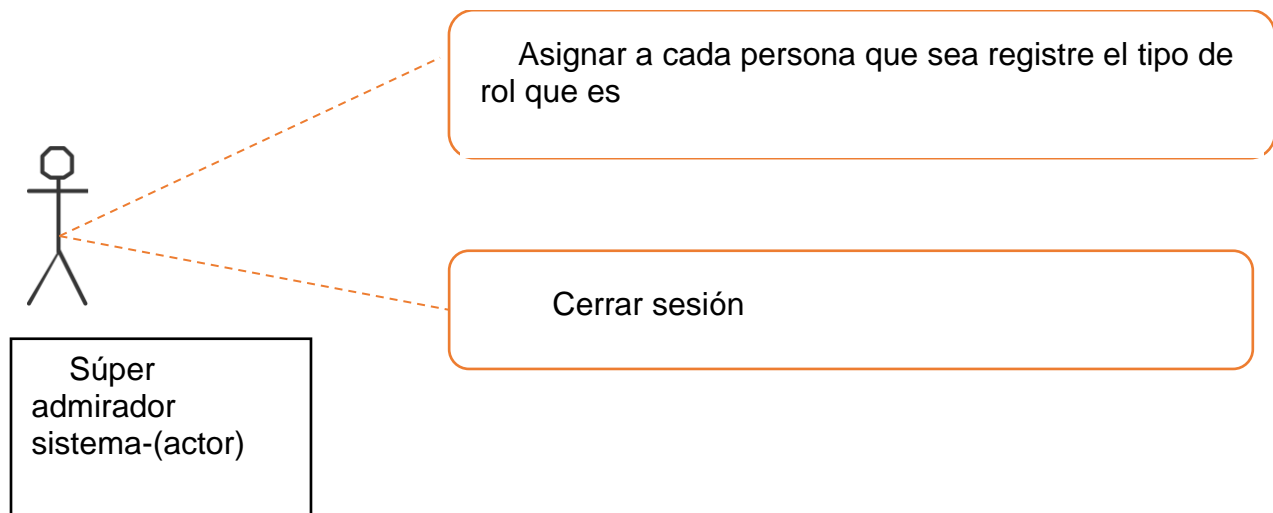 Asignar a cada persona que sea registre el tipo de
rol que es
Cerrar sesión
Súper
admirador
sistema-(actor)